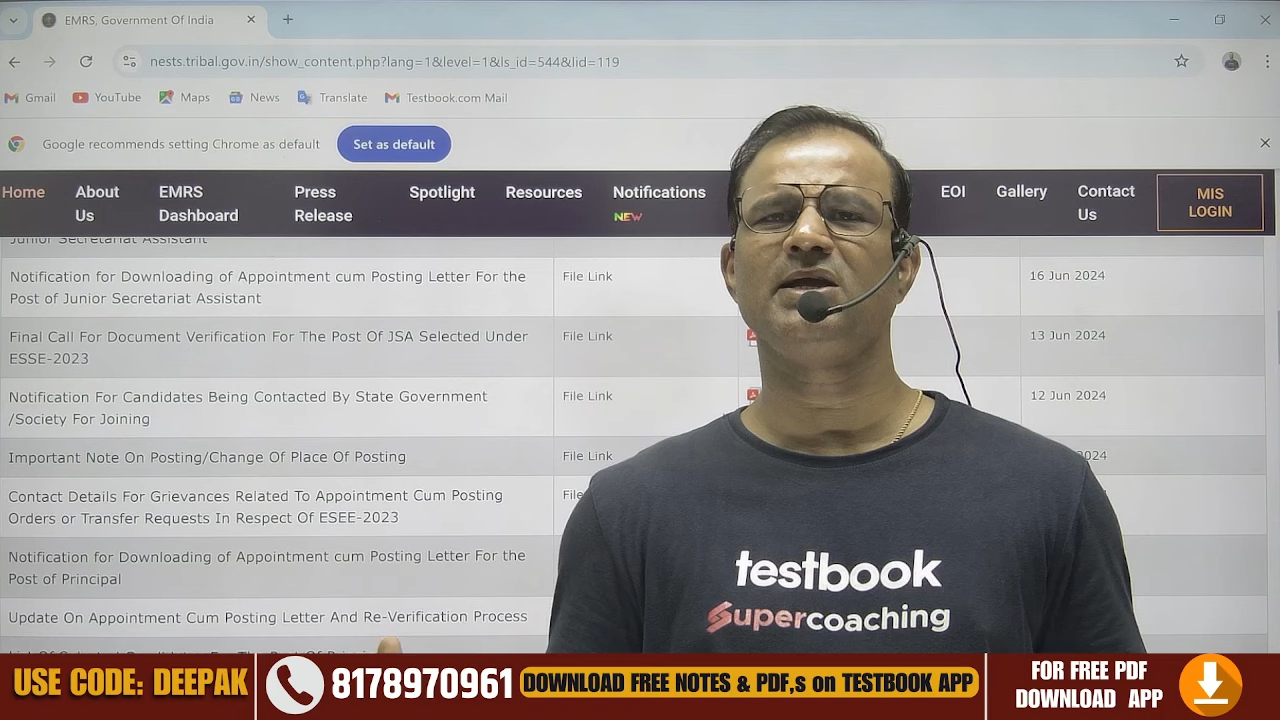 EMRS, Government Of India
nests.tribal.gov.in/show_content.php?lang=1&level=1&ls_id=544&lid=119
Gmail YouTube Maps News Translate Testbook.com Mail
Google recommends setting Chrome as default Set as default
Home About Us EMRS Dashboard Press Release Spotlight Resources Notifications NEW EOI Gallery Contact Us MIS LOGIN
Junior Secretariat Assistant
Notification for Downloading of Appointment cum Posting Letter For the File Link 16 Jun 2024
Post of Junior Secretariat Assistant
Final Call For Document Verification For The Post Of JSA Selected Under File Link 13 Jun 2024
ESSE-2023
Notification For Candidates Being Contacted By State Government File Link 12 Jun 2024
/Society For Joining
Important Note On Posting/Change Of Place Of Posting File Link 2024
Contact Details For Grievances Related To Appointment Cum Posting File
Orders or Transfer Requests In Respect Of ESEE-2023
Notification for Downloading of Appointment cum Posting Letter For the
Post of Principal
Update On Appointment Cum Posting Letter And Re-Verification Process
testbook
Supercoaching
USE CODE: DEEPAK 8178970961 DOWNLOAD FREE NOTES & PDF,s on TESTBOOK APP
FOR FREE PDF
DOWNLOAD APP